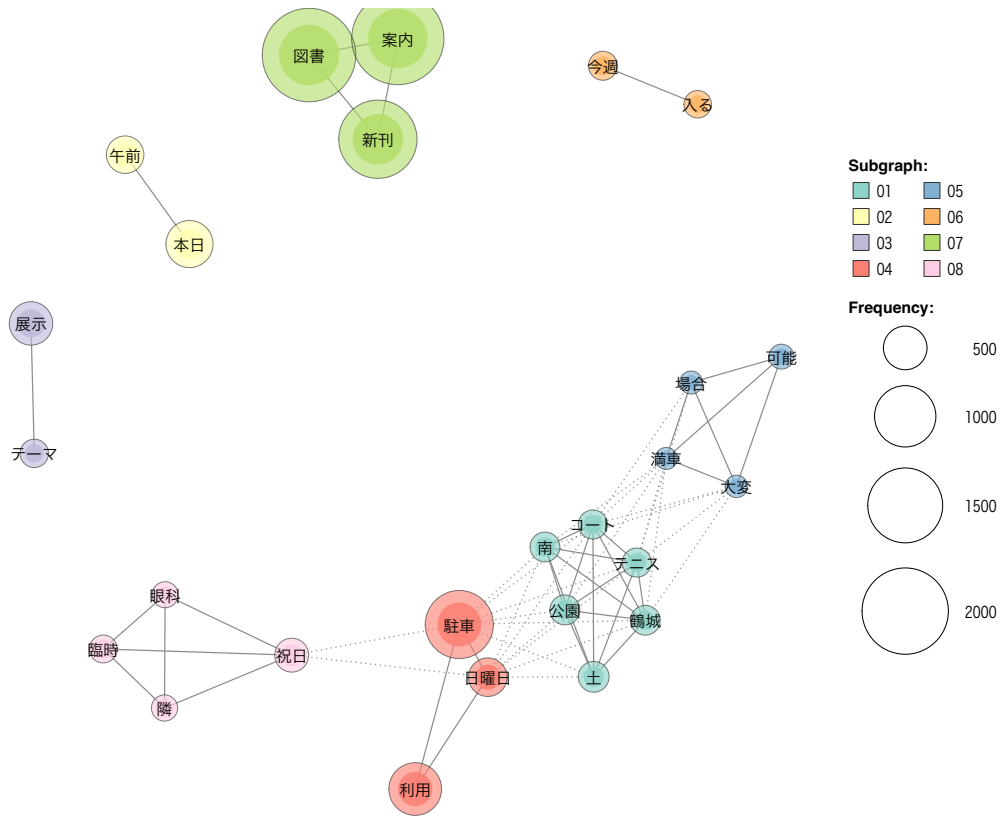 案内
図書
新刊
今週
入る
午前
本日
展示
テーマ
可能
場合
満車
大変
コート
南
テニス
公園
鶴城
土
駐車
日曜日
利用
眼科
臨時
祝日
隣
Subgraph:
01 05
02 06
03 07
04 08
Frequency:
500
1000
1500
2000